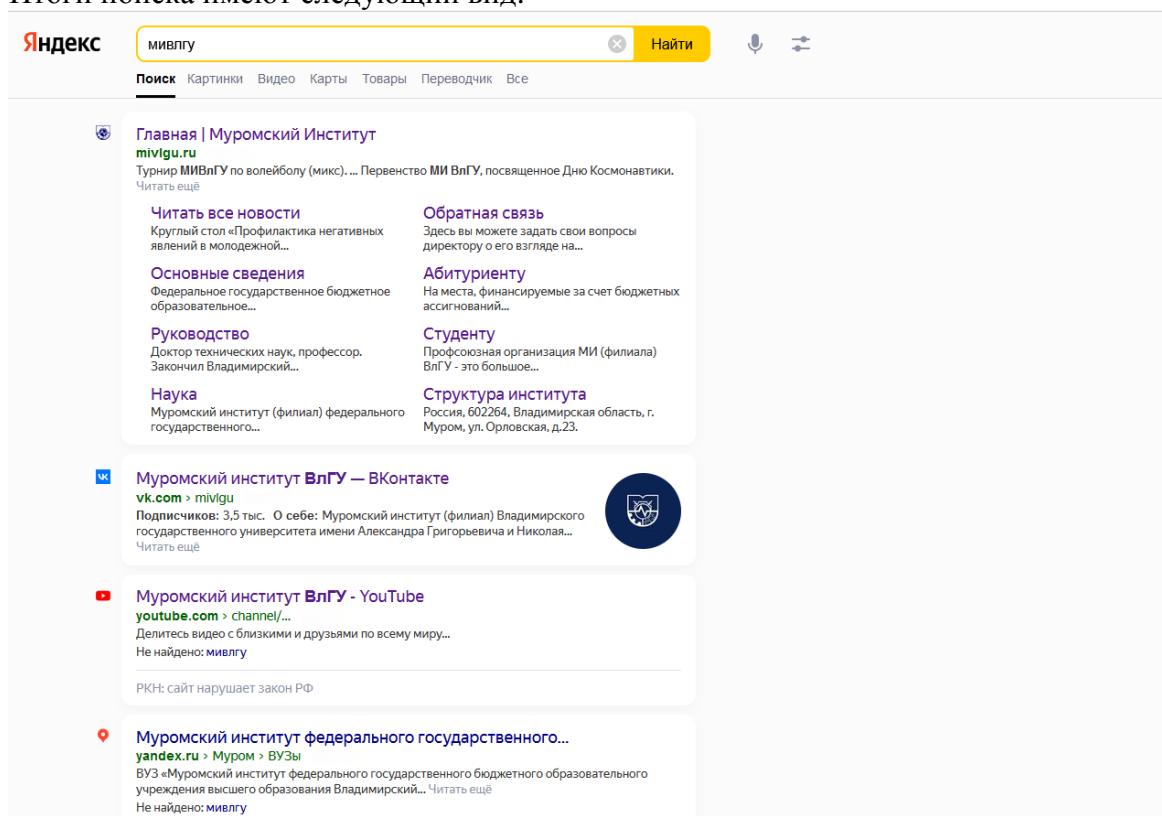 Итоги поиска имеют следующий вид:
Яндекс
мивлгу
Найти
Поиск Картинки Видео Карты Товары Переводчик Все
Главная | Муромский Институт
mivlgu.ru
Турнир МИВлГУ по волейболу (микс). ... Первенство МИ ВлГУ, посвященное Дню Космонавтики.
Читать ещё
Читать все новости
Круглый стол «Профилактика негативных
явлений в молодежной...
Обратная связь
Здесь вы можете задать свои вопросы
директору о его взгляде на...
Основные сведения
Федеральное государственное бюджетное
образовательное...
Абитуриенту
На места, финансируемые за счет бюджетных
ассигнований...
Руководство
Доктор технических наук, профессор.
Закончил Владимирский...
Студенту
Профсоюзная организация МИ (филиала)
ВлГУ - это большое...
Наука
Муромский институт (филиал) федерального
государственного...
Структура института
Россия, 602264, Владимирская область, г.
Муром, ул. Орловская, д.23.
Муромский институт ВлГУ — ВКонтакте
vk.com › mivlgu
Подписчиков: 3,5 тыс. О себе: Муромский институт (филиал) Владимирского
государственного университета имени Александра Григорьевича и Николая...
Читать ещё
Муромский институт ВлГУ - YouTube
youtube.com › channel/...
Делитесь видео с близкими и друзьями по всему миру...
Не найдено: мивлгу
РКН: сайт нарушает закон РФ
Муромский институт федерального государственного...
yandex.ru › Муром › ВУЗы
ВУЗ «Муромский институт федерального государственного бюджетного образовательного
учреждения высшего образования Владимирский... Читать ещё
Не найдено: мивлгу